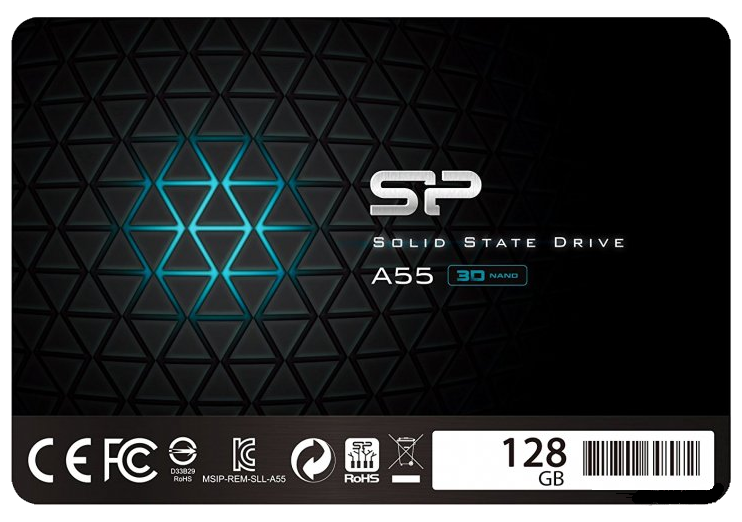 SP
SOLID STATE DRIVE
A55 3D NAND
CE FC
D33B29
RoHS
MSIP-REM-SLL-A55
SP
RoHS
128
GB